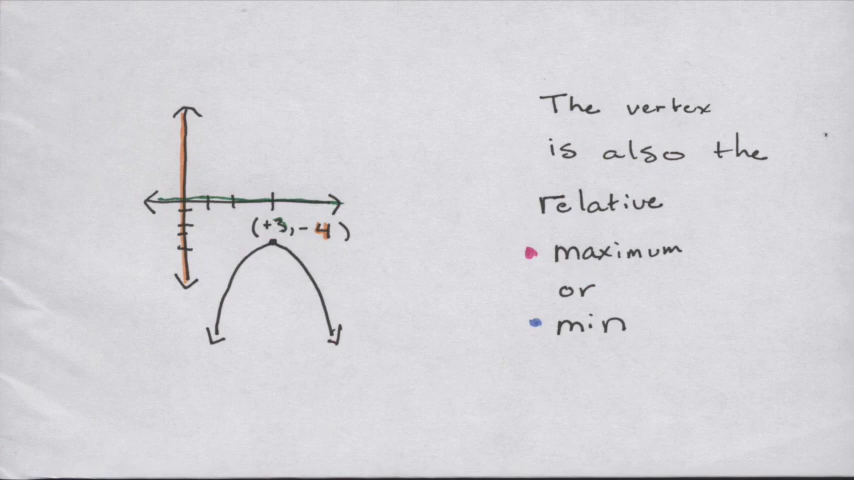 (+3,-4)
The vertex
is also the
relative
• maximum
or
• min